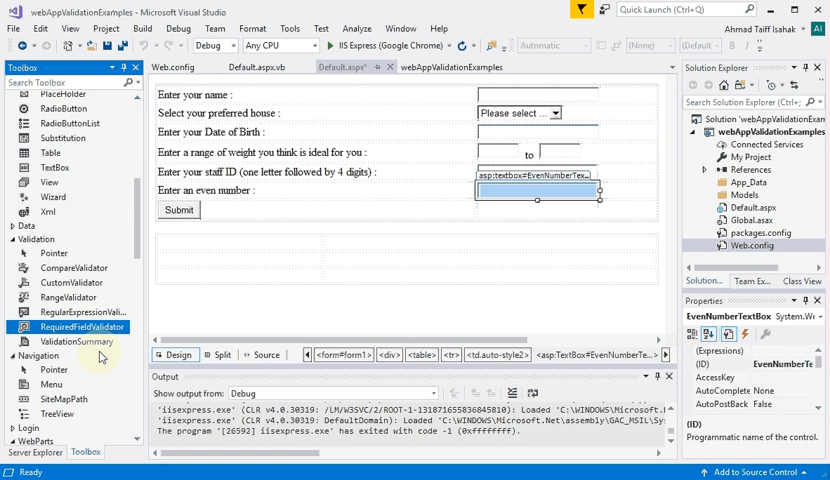 webAppValidationExamples - Microsoft Visual Studio
Quick Launch (Ctrl+Q)
File Edit View Project Build Debug Team Format Table Tools Test Analyze Window Help
Ahmad Taiff Isahak AI
Debug Any CPU IIS Express (Google Chrome) Automatic (None) (Default
Toolbox
Search Toolbox
PlaceHolder
RadioButton
RadioButtonList
Substitution
Table
TextBox
View
Wizard
Xml
Data
Validation
Pointer
CompareValidator
CustomValidator
RangeValidator
RegularExpressionVali...
RequiredFieldValidator
ValidationSummary
Navigation
Pointer
Menu
SiteMapPath
TreeView
Login
WebParts
Server Explorer Toolbox
Web.config Default.aspx.vb Default.aspx* webAppValidationExamples
Enter your name :
Select your preferred house : Please select ...
Enter your Date of Birth :
Enter a range of weight you think is ideal for you : to
Enter your staff ID (one letter followed by 4 digits) :
asp:textbox#EvenNumberTex...
Enter an even number :
Submit
Design Split Source <form#form1> <div> <table> <tr> <td.auto-style2> <asp:TextBox#EvenNumberTe...
Output
Show output from: Debug
'iisexpress.exe' (CLR v4.0.30319: /LM/W3SVC/2/ROOT-1-131871655836845810): Loaded 'C:\WINDOWS\Microsoft.N
'iisexpress.exe' (CLR v4.0.30319: DefaultDomain): Loaded 'C:\WINDOWS\Microsoft.Net\assembly\GAC_MSIL\Sys
The program '[26592] iisexpress.exe' has exited with code -1 (0xffffffff).
Solution Explorer
Search Solution Explorer (Ctrl+;)
Solution 'webAppValidationExamples
webAppValidationExamples
Connected Services
My Project
References
App_Data
Models
Default.aspx
Global.asax
packages.config
Web.config
Solution... Team Ex... Class View
Properties
EvenNumberTextBox System.We
(Expressions)
(ID) EvenNumberTe
AccessKey
AutoComplete None
AutoPostBack False
(ID)
Programmatic name of the control.
Ready
Add to Source Control